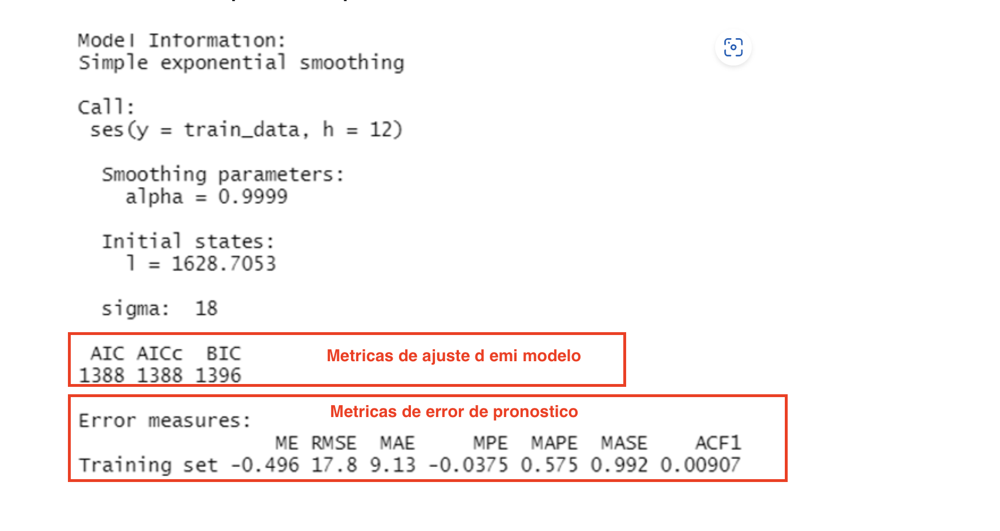 Model Information:
Simple exponential smoothing
Call:
ses(y = train_data, h = 12)
Smoothing parameters:
alpha = 0.9999
Initial states:
l = 1628.7053
sigma: 18
AIC AICc BIC
1388 1388 1396
Metricas de ajuste d emi modelo
Metricas de error de pronostico
Error measures:
ME RMSE MAE MPE MAPE MASE ACF1
Training set -0.496 17.8 9.13 -0.0375 0.575 0.992 0.00907